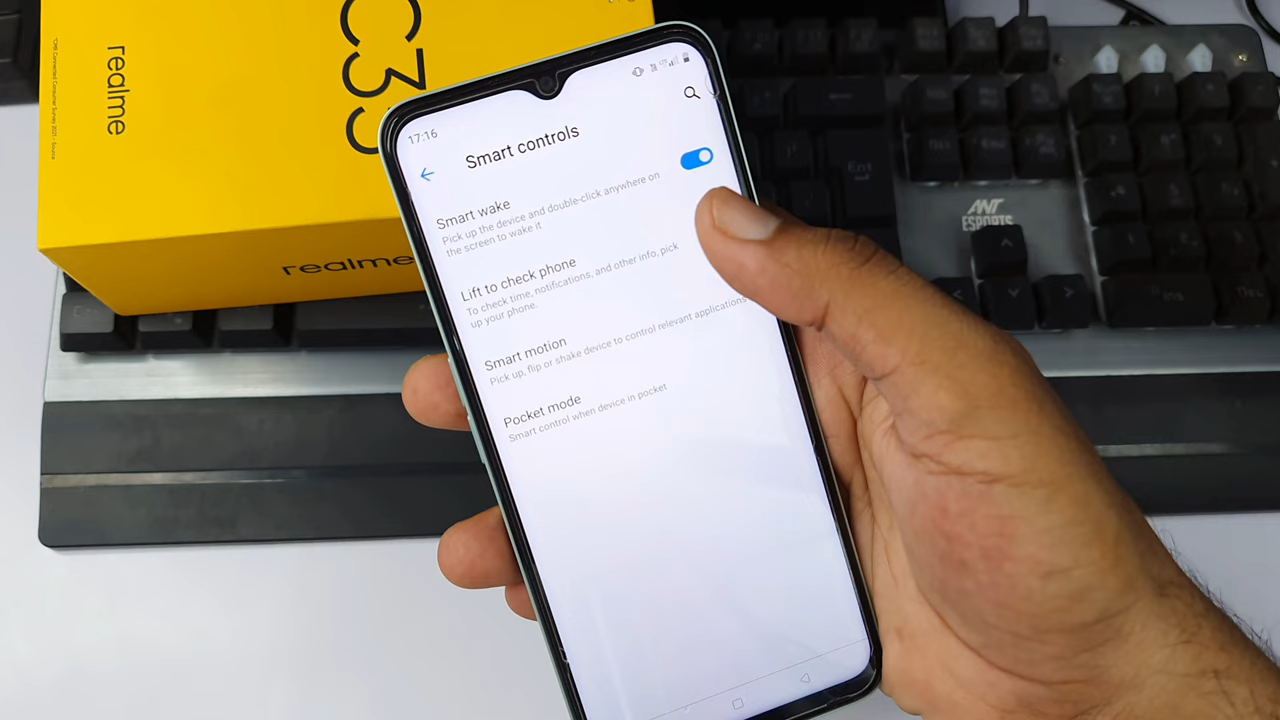 realme
realme
17:16
Smart controls
Smart wake
Pick up the device and double-click anywhere on
the screen to wake it
Lift to check phone
To check time, notifications, and other info, pick
up your phone.
Smart motion
Pick up, flip or shake device to control relevant applications
Pocket mode
Smart control when device in pocket
ANT
ESPORTS
Ent
Ins